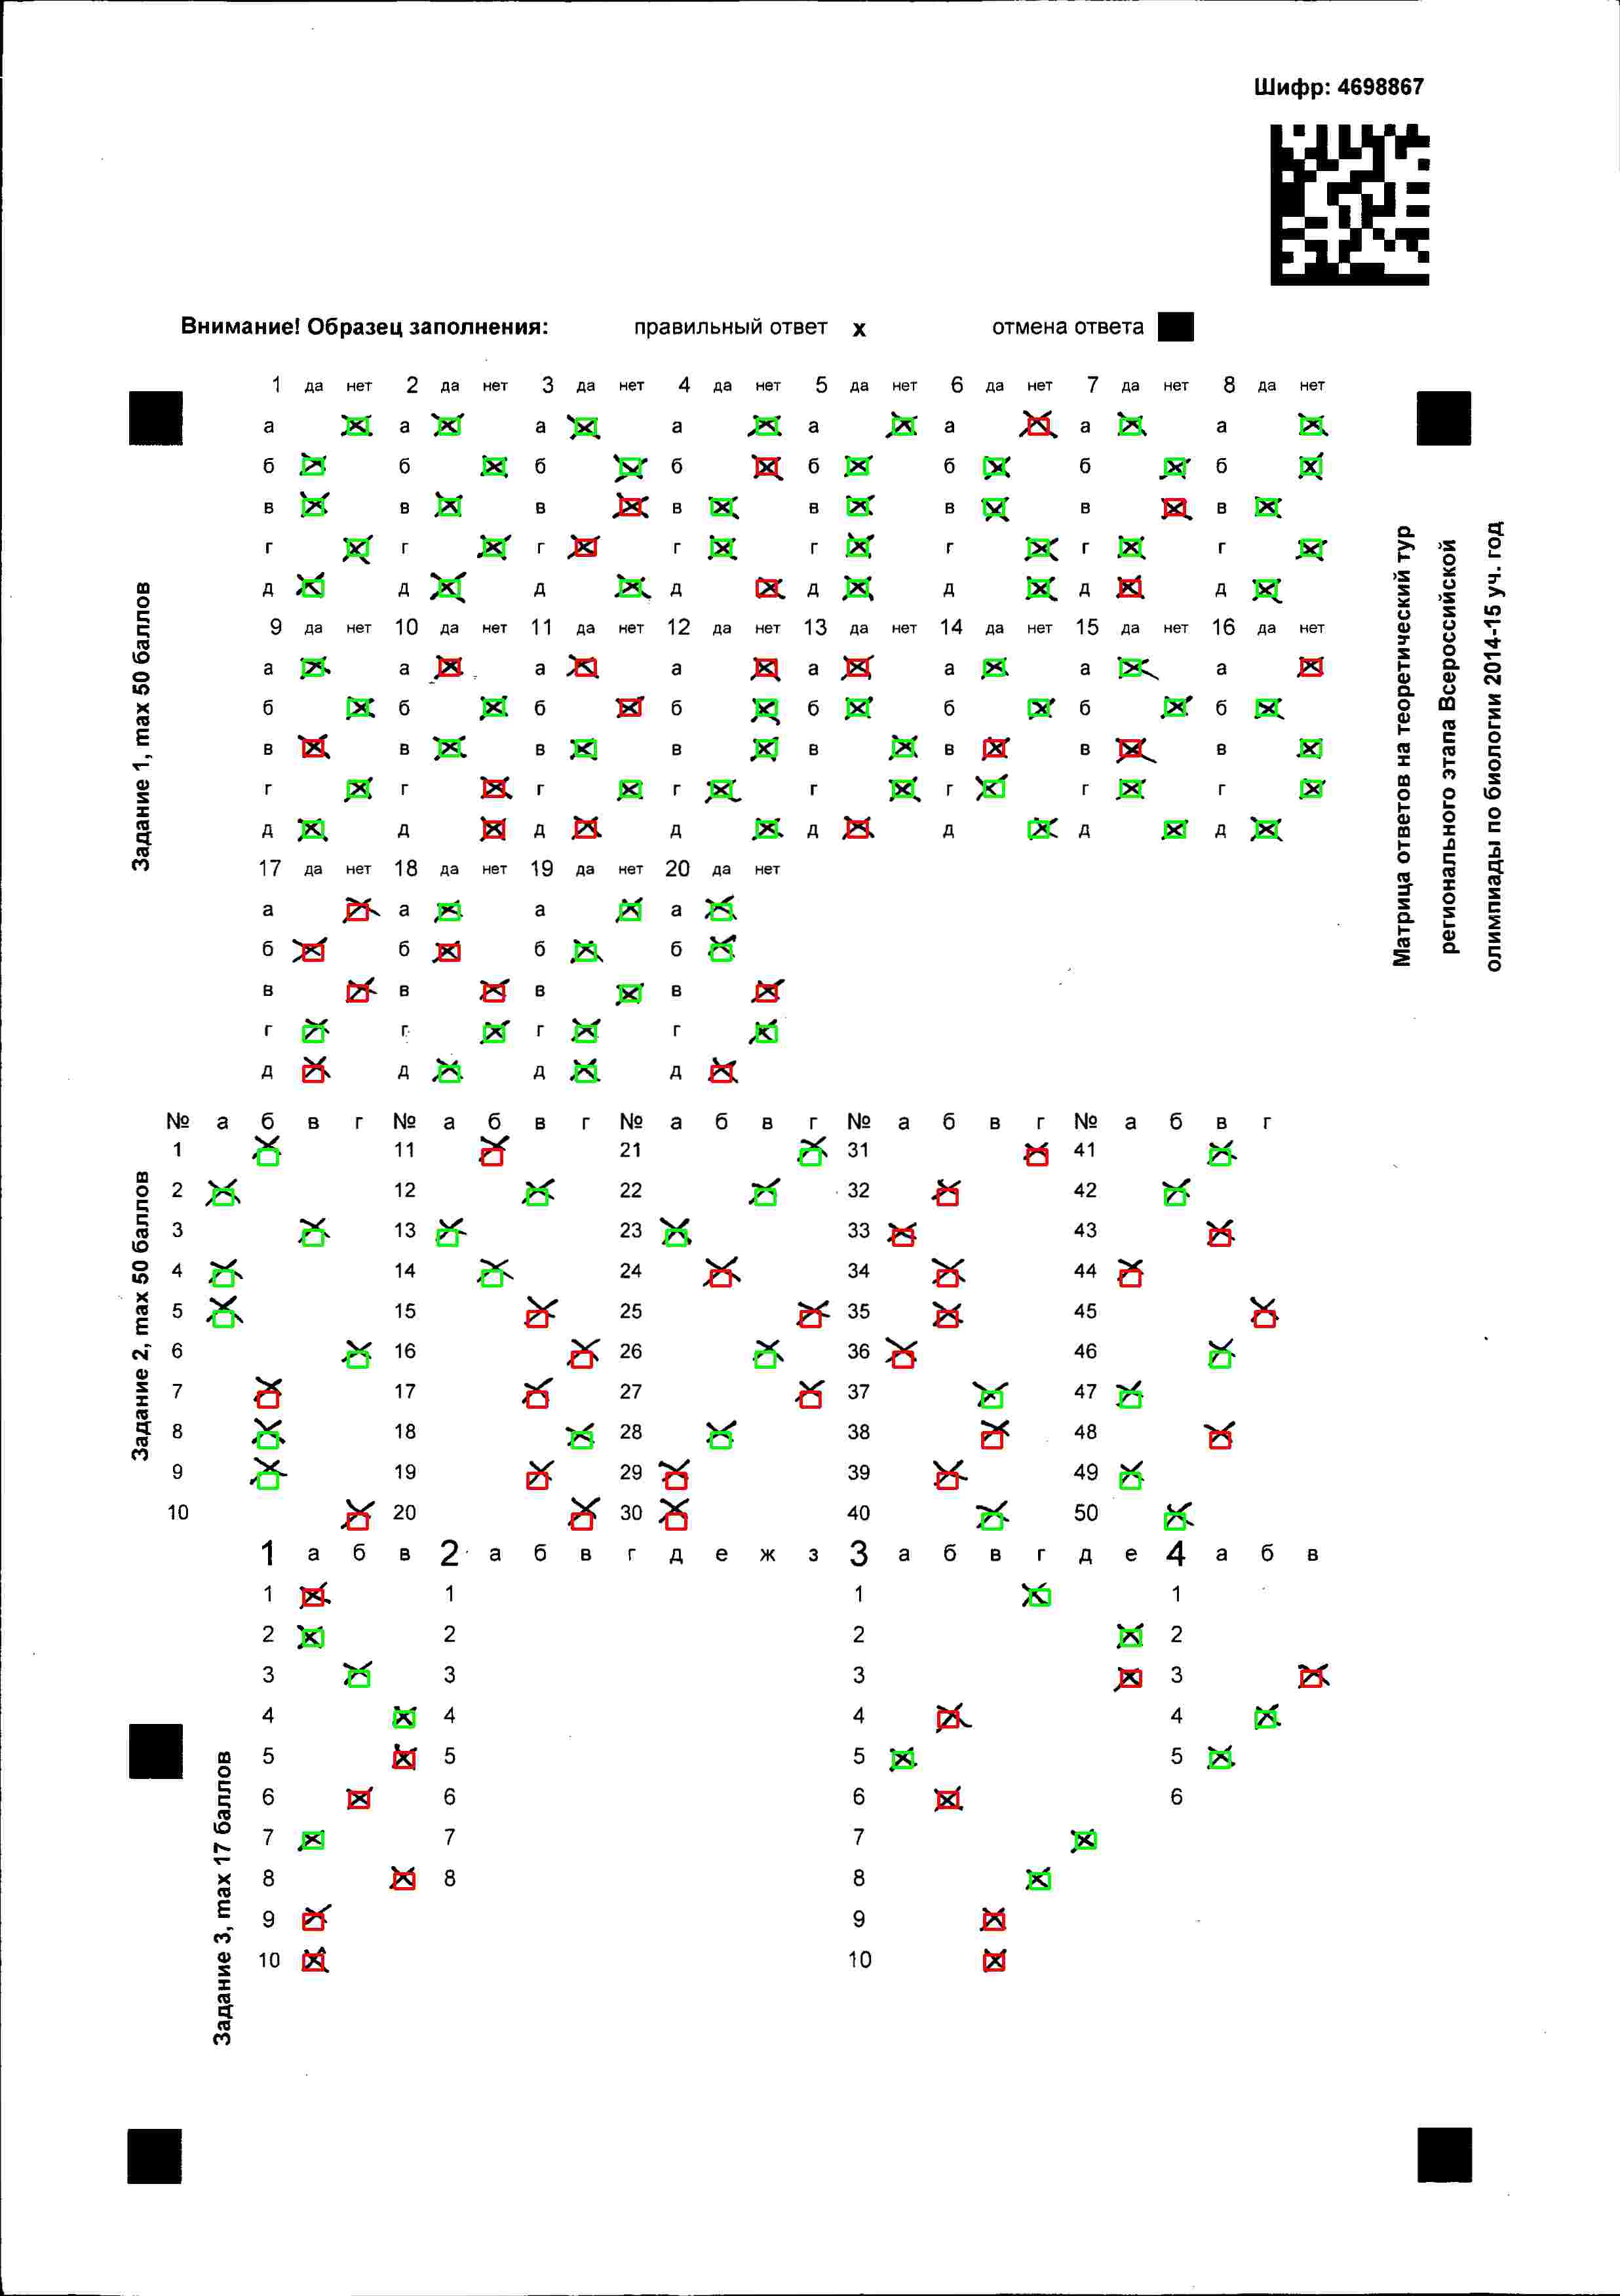 Шифр: 4698867
Внимание! Образец заполнения: правильный ответ х отмена ответа
Задание 1, max 50 баллов
1 да нет 2 да нет 3 да нет 4 да нет 5 да нет 6 да нет 7 да нет 8 да нет
а а а а а а а а
б б б б б б б б
в в в в в в в в
г г г г г г г г
д д д д д д д д
9 да нет 10 да нет 11 да нет 12 да нет 13 да нет 14 да нет 15 да нет 16 да нет
а а а а а а а а
б б б б б б б б
в в в в в в в в
г г г г г г г г
д д д д д д д д
17 да нет 18 да нет 19 да нет 20 да нет
а а а а
б б б б
в в в в
г г г г
д д д д
Матрица ответов на теоретический тур
регионального этапа Всероссийской
олимпиады по биологии 2014-15 уч. год
Задание 2, max 50 баллов
№ а б в г № а б в г № а б в г № а б в г № а б в г
1 11 21 31 41
2 12 22 32 42
3 13 23 33 43
4 14 24 34 44
5 15 25 35 45
6 16 26 36 46
7 17 27 37 47
8 18 28 38 48
9 19 29 39 49
10 20 30 40 50
Задание 3, max 17 баллов
1 а б в 2 а б в г д е ж з 3 а б в г д е 4 а б в
1 1 1 1
2 2 2 2
3 3 3 3
4 4 4 4
5 5 5 5
6 6 6 6
7 7 7
8 8 8
9 9
10 10